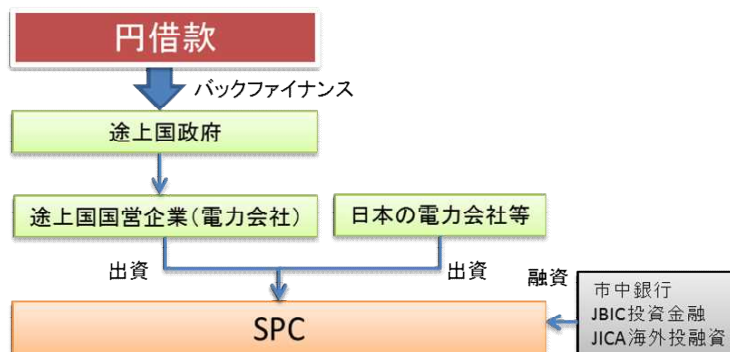 円借款
バックファイナンス
途上国政府
途上国国営企業(電力会社)
日本の電力会社等
出資
出資
融資
SPC
市中銀行
JBIC投資金融
JICA海外投融資